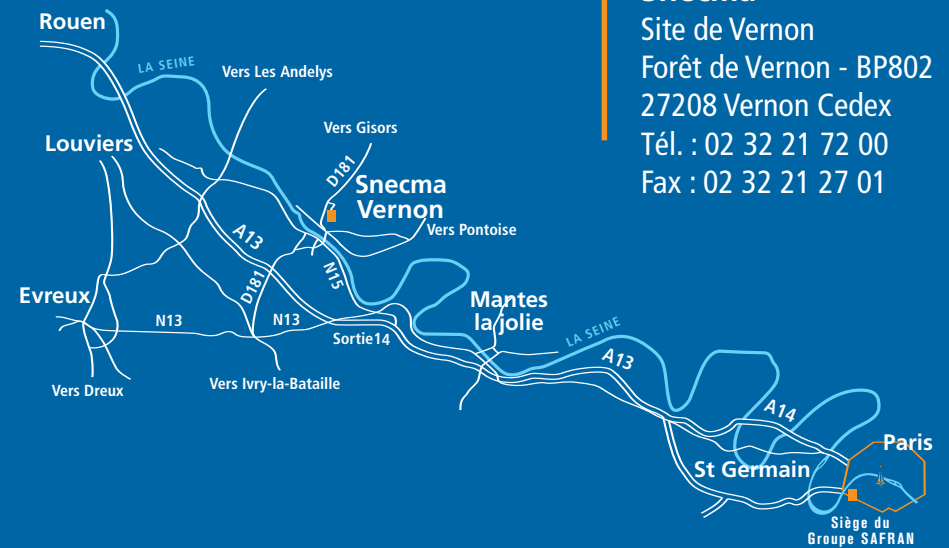 Snecma
Site de Vernon
Forêt de Vernon - BP802
27208 Vernon Cedex
Tél. : 02 32 21 72 00
Fax : 02 32 21 27 01
Rouen
LA SEINE
Vers Les Andelys
Vers Gisors
Louviers
D181
Snecma
Vernon
Vers Pontoise
A13
N15
D181
Evreux
N13
N13
Sortie14
Mantes
la jolie
LA SEINE
A13
Vers Dreux
Vers Ivry-la-Bataille
A14
Paris
St Germain
Siège du
Groupe SAFRAN